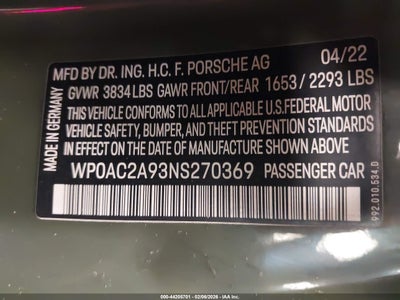 MFD BY DR. ING. H.C. F. PORSCHE AG 04/22
GVWR 3834 LBS GAWR FRONT/REAR 1653 / 2293 LBS
THIS VEHICLE CONFORMS TO ALL APPLICABLE U.S.FEDERAL MOTOR
VEHICLE SAFETY, BUMPER, AND THEFT PREVENTION STANDARDS
IN EFFECT ON THE DATE OF MANUFACTURE SHOWN ABOVE
WP0AC2A93NS270369 PASSENGER CAR
MADE IN GERMANY
992.010.534.D
000-44205781 - 02/06/2026 - IAA Inc.